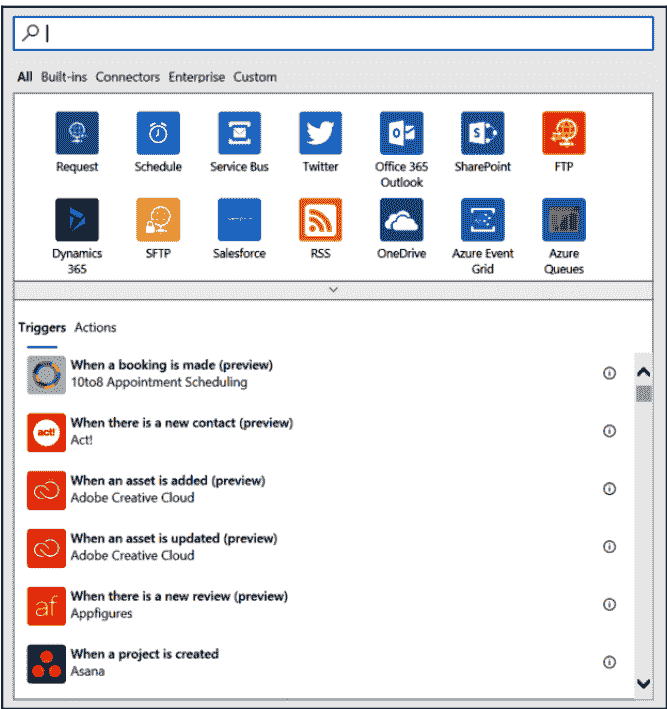 All Built-ins Connectors Enterprise Custom
Request Schedule Service Bus Twitter Office 365 Outlook SharePoint FTP
Dynamics 365 SFTP Salesforce RSS OneDrive Azure Event Grid Azure Queues
Triggers Actions
When a booking is made (preview)
10to8 Appointment Scheduling
act!
When there is a new contact (preview)
Act!
When an asset is added (preview)
Adobe Creative Cloud
When an asset is updated (preview)
Adobe Creative Cloud
af
When there is a new review (preview)
Appfigures
When a project is created
Asana